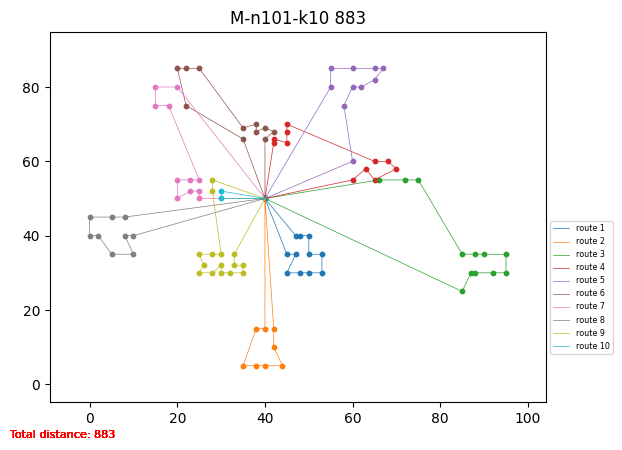 M-n101-k10 883
80
60
40
20
0
0 20 40 60 80 100
route 1
route 2
route 3
route 4
route 5
route 6
route 7
route 8
route 9
route 10
Total distance: 883